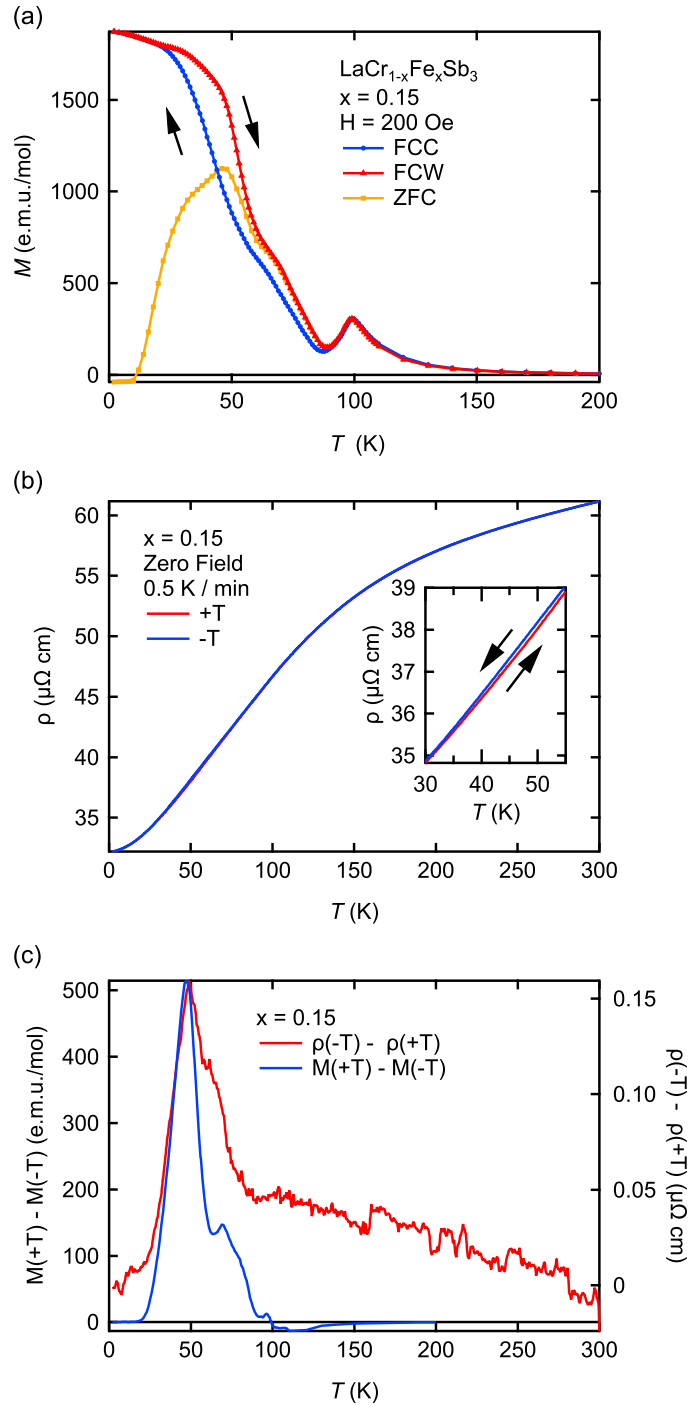 (a)
LaCr1-xFexSb3
x = 0.15
H = 200 Oe
FCC
FCW
ZFC
M (e.m.u./mol)
1500
1000
500
0
0 50 100 150 200
T (K)
(b)
x = 0.15
Zero Field
0.5 K / min
+T
-T
ρ (μΩ cm)
60
55
50
45
40
35
0 50 100 150 200 250 300
T (K)
ρ (μΩ cm)
39
38
37
36
35
30 40 50
T (K)
(c)
x = 0.15
ρ(-T) - ρ(+T)
M(+T) - M(-T)
M(+T) - M(-T) (e.m.u./mol)
500
400
300
200
100
0
0 50 100 150 200 250 300
T (K)
0.15
0.10
0.05
0
ρ(-T) - ρ(+T) (μΩ cm)